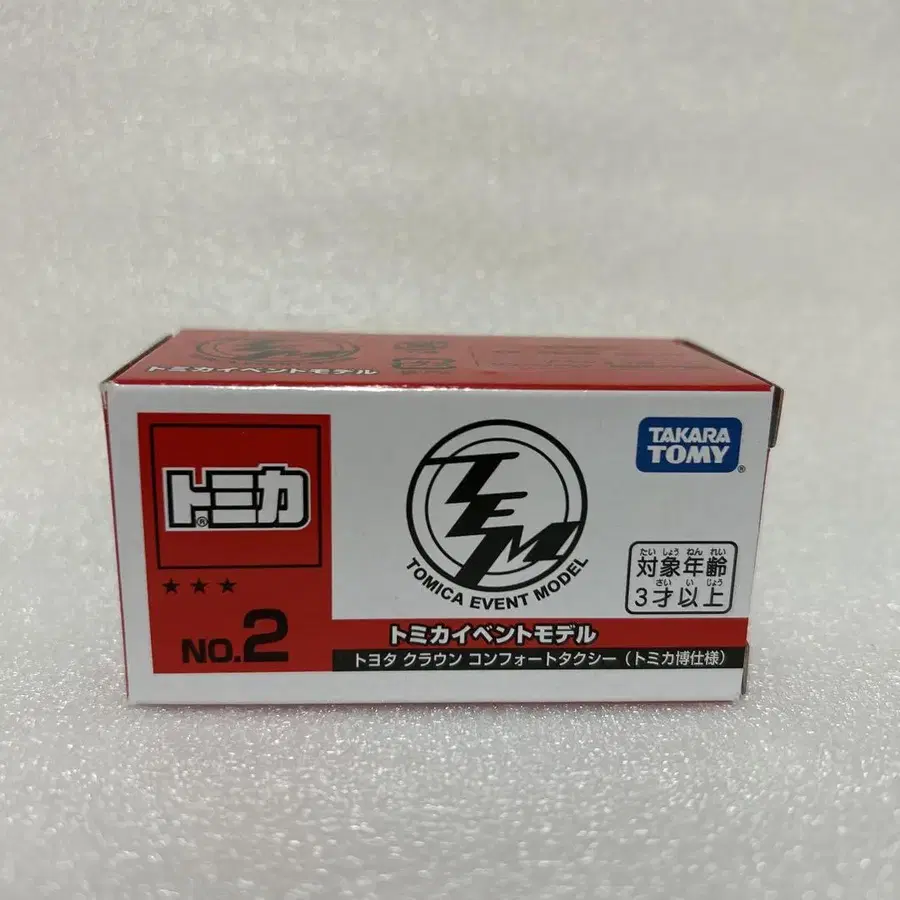 トミカイベントモデル
トミカ®
TEM
TOMICA EVENT MODEL
TAKARA
TOMY®
たい しょう ねん れい
対象年齢
さい い じょう
3才以上
★★★
NO.2
トミカイベントモデル
トヨタ クラウン コンフォートタクシー(トミカ博仕様)